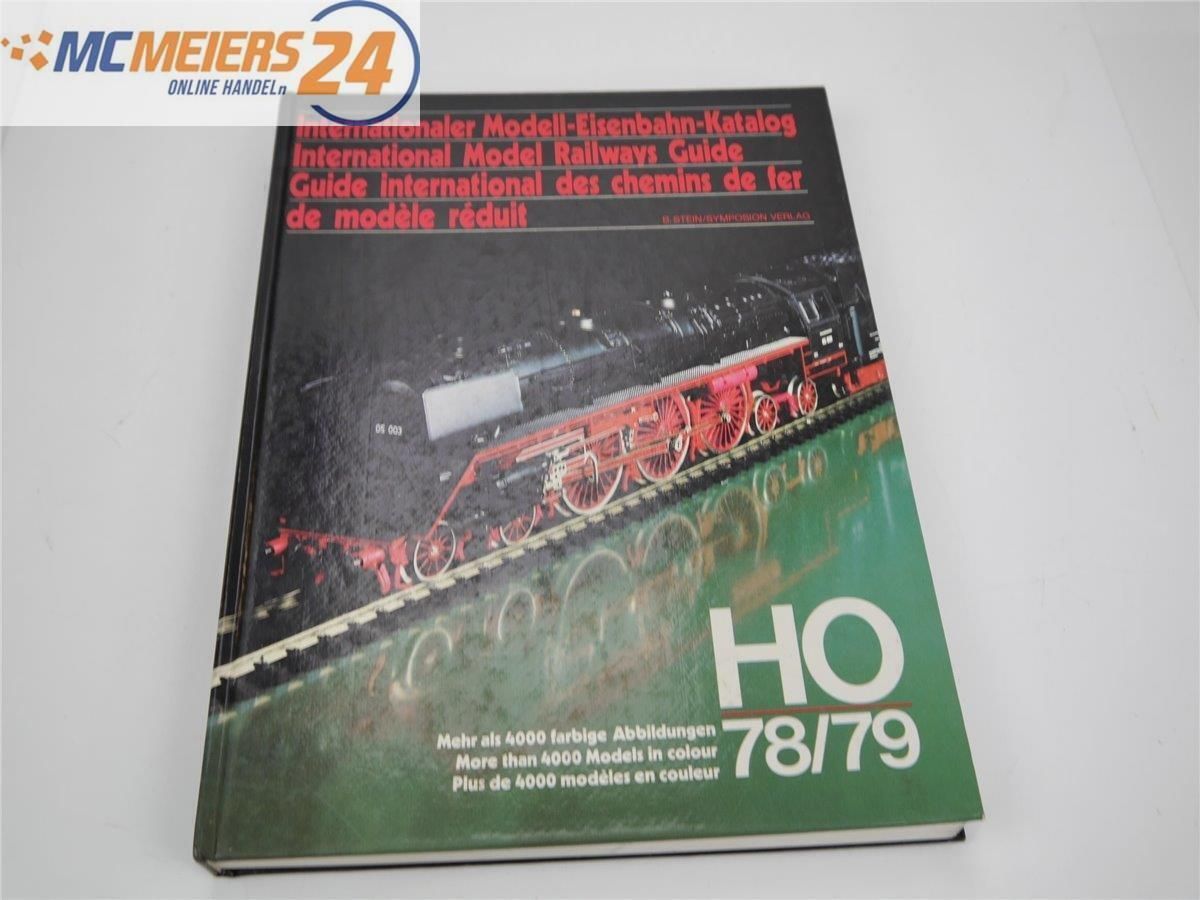 MCMEIERS24
ONLINE HANDELn
Internationaler Modell-Eisenbahn-Katalog
International Model Railways Guide
Guide international des chemins de fer
de modèle réduit
B. STEIN/SYMPOSION VERLAG
05 003
HO
78/79
Mehr als 4000 farbige Abbildungen
More than 4000 Models in colour
Plus de 4000 modèles en couleur